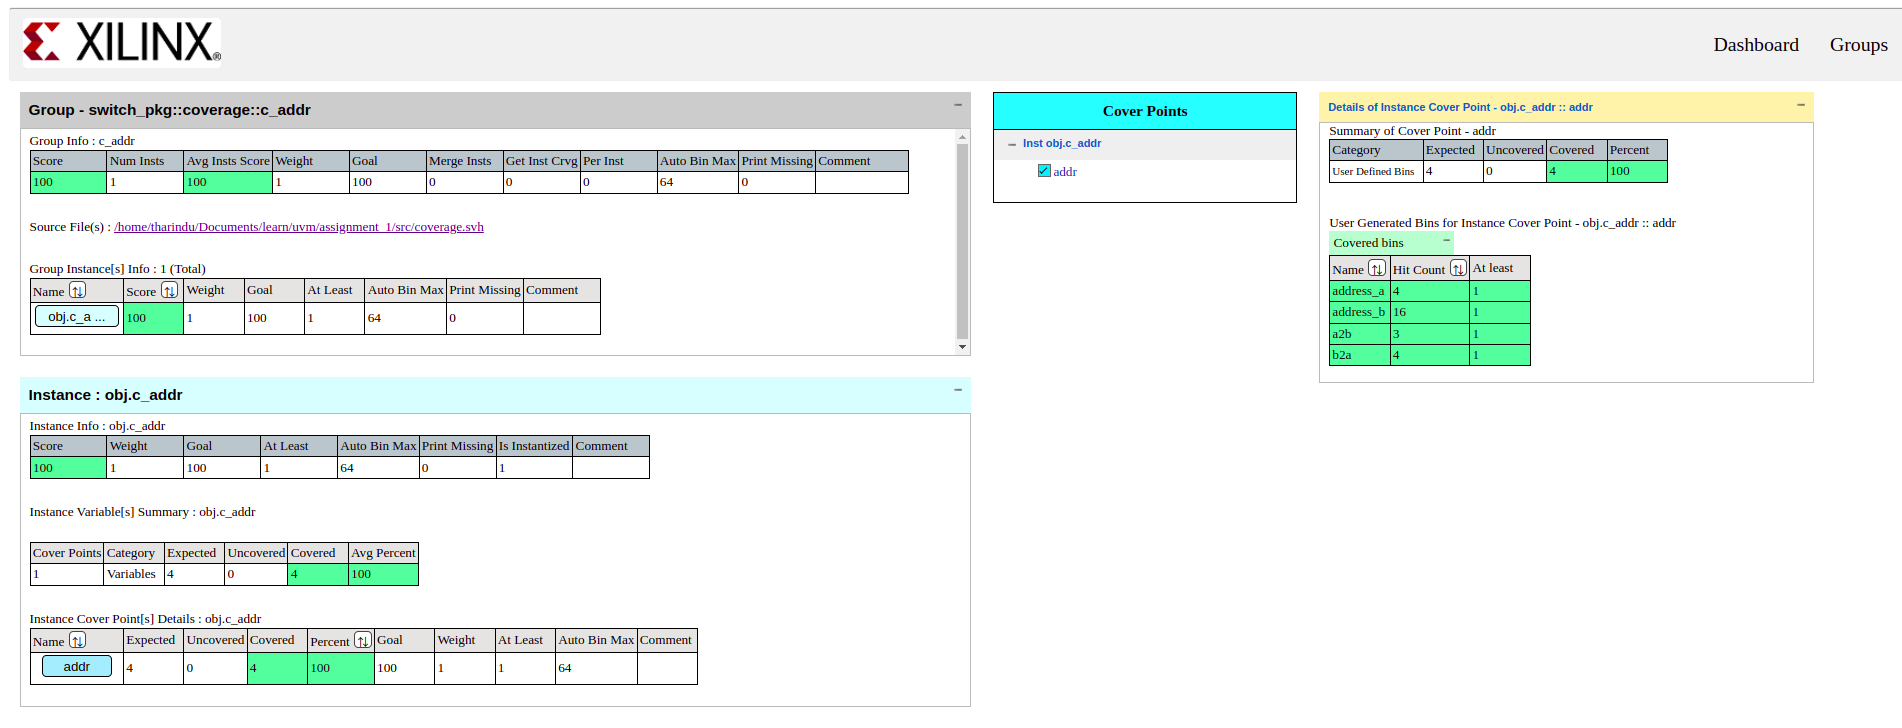 XILINX®
Dashboard Groups
Group - switch_pkg::coverage::c_addr
Group Info : c_addr
Score Num Insts Avg Insts Score Weight Goal Merge Insts Get Inst Crvg Per Inst Auto Bin Max Print Missing Comment
100 1 100 1 100 0 0 0 64 0
Source File(s) : /home/tharindu/Documents/learn/uvm/assignment_1/src/coverage.svh
Group Instance[s] Info : 1 (Total)
Name Score Weight Goal At Least Auto Bin Max Print Missing Comment
obj.c_a ... 100 1 100 1 64 0
Instance : obj.c_addr
Instance Info : obj.c_addr
Score Weight Goal At Least Auto Bin Max Print Missing Is Instantized Comment
100 1 100 1 64 0 1
Instance Variable[s] Summary : obj.c_addr
Cover Points Category Expected Uncovered Covered Avg Percent
1 Variables 4 0 4 100
Instance Cover Point[s] Details : obj.c_addr
Name Expected Uncovered Covered Percent Goal Weight At Least Auto Bin Max Comment
addr 4 0 4 100 100 1 1 64
Cover Points
Inst obj.c_addr
addr
Details of Instance Cover Point - obj.c_addr :: addr
Summary of Cover Point - addr
Category Expected Uncovered Covered Percent
User Defined Bins 4 0 4 100
User Generated Bins for Instance Cover Point - obj.c_addr :: addr
Covered bins
Name Hit Count At least
address_a 4 1
address_b 16 1
a2b 3 1
b2a 4 1